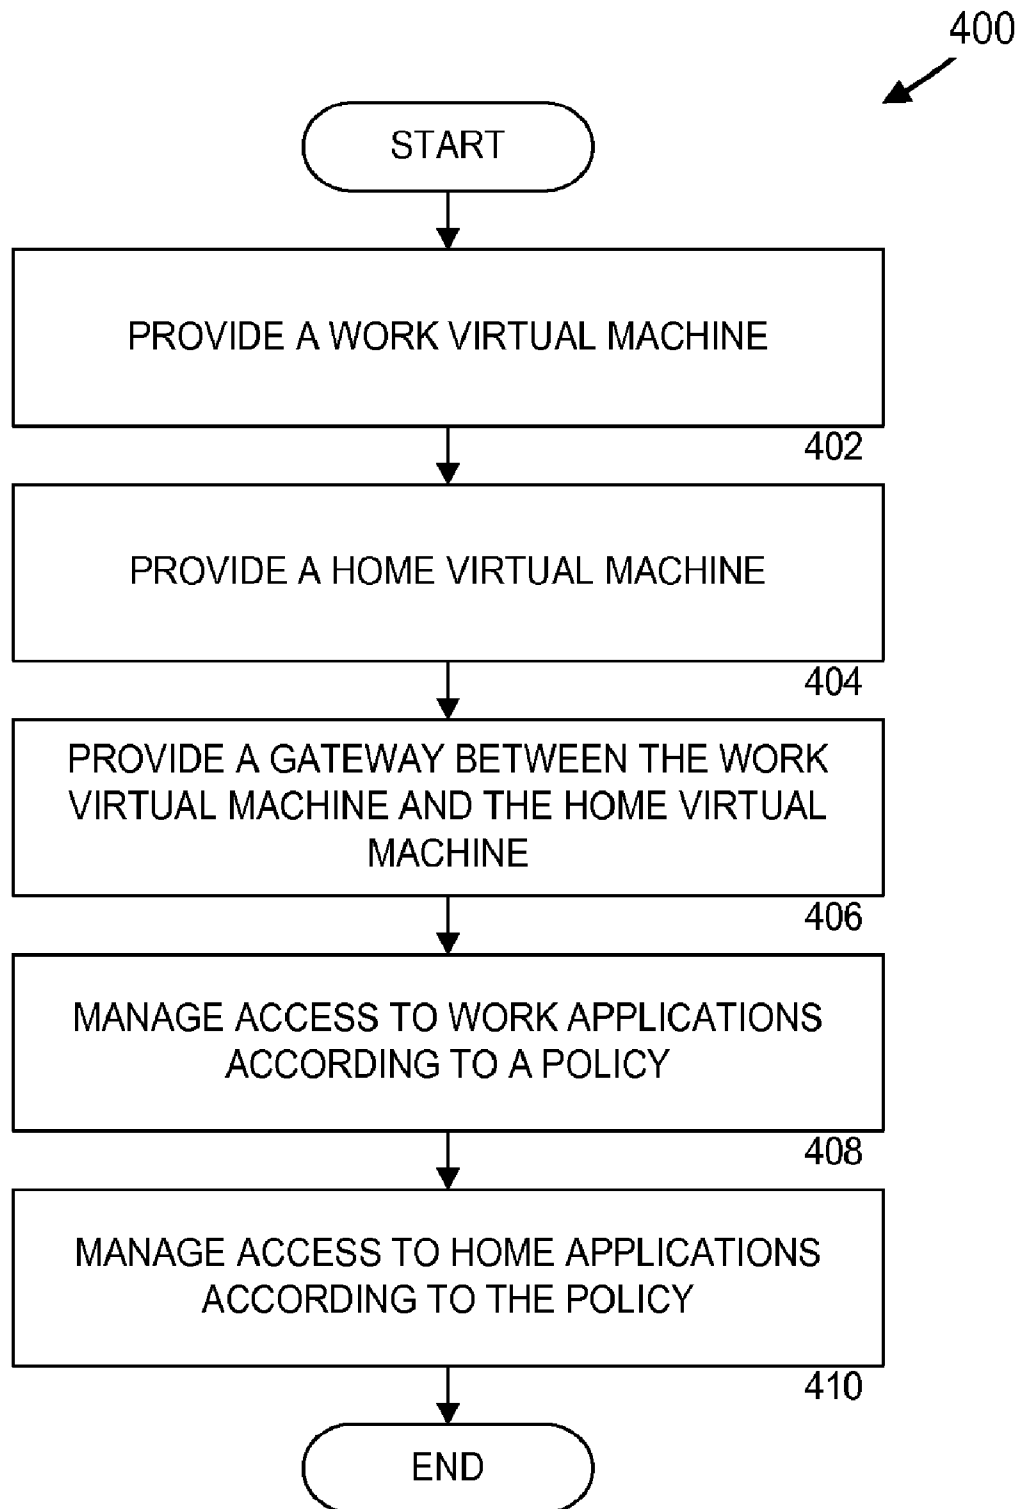 400
START
PROVIDE A WORK VIRTUAL MACHINE
402
PROVIDE A HOME VIRTUAL MACHINE
404
PROVIDE A GATEWAY BETWEEN THE WORK
VIRTUAL MACHINE AND THE HOME VIRTUAL
MACHINE
406
MANAGE ACCESS TO WORK APPLICATIONS
ACCORDING TO A POLICY
408
MANAGE ACCESS TO HOME APPLICATIONS
ACCORDING TO THE POLICY
410
END